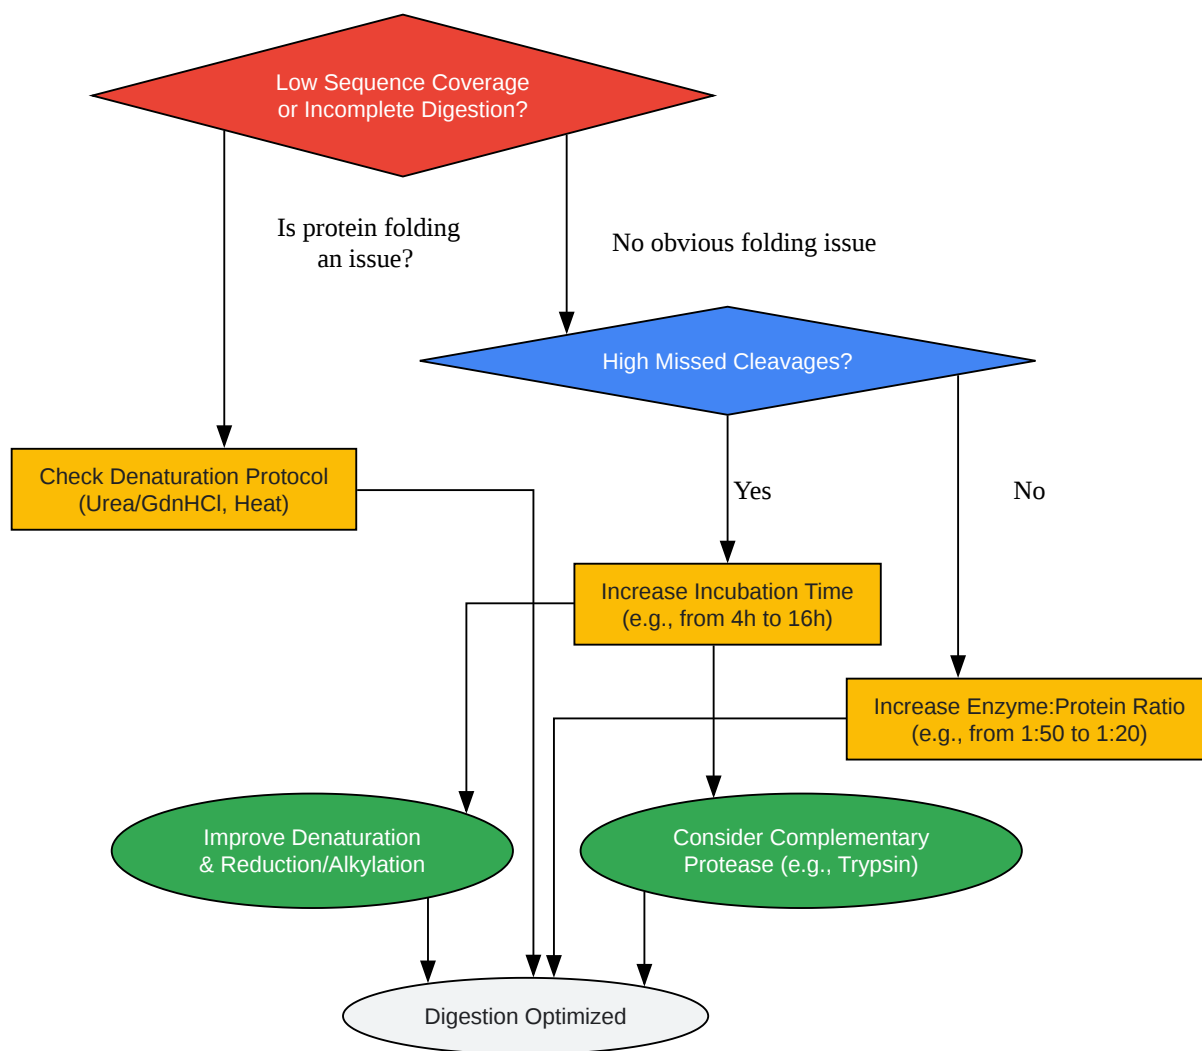 Low Sequence Coverage
or Incomplete Digestion?
Is protein folding
an issue?
No obvious folding issue
High Missed Cleavages?
Check Denaturation Protocol
(Urea/GdnHCl, Heat)
Yes
No
Increase Incubation Time
(e.g., from 4h to 16h)
Increase Enzyme:Protein Ratio
(e.g., from 1:50 to 1:20)
Improve Denaturation
& Reduction/Alkylation
Consider Complementary
Protease (e.g., Trypsin)
Digestion Optimized